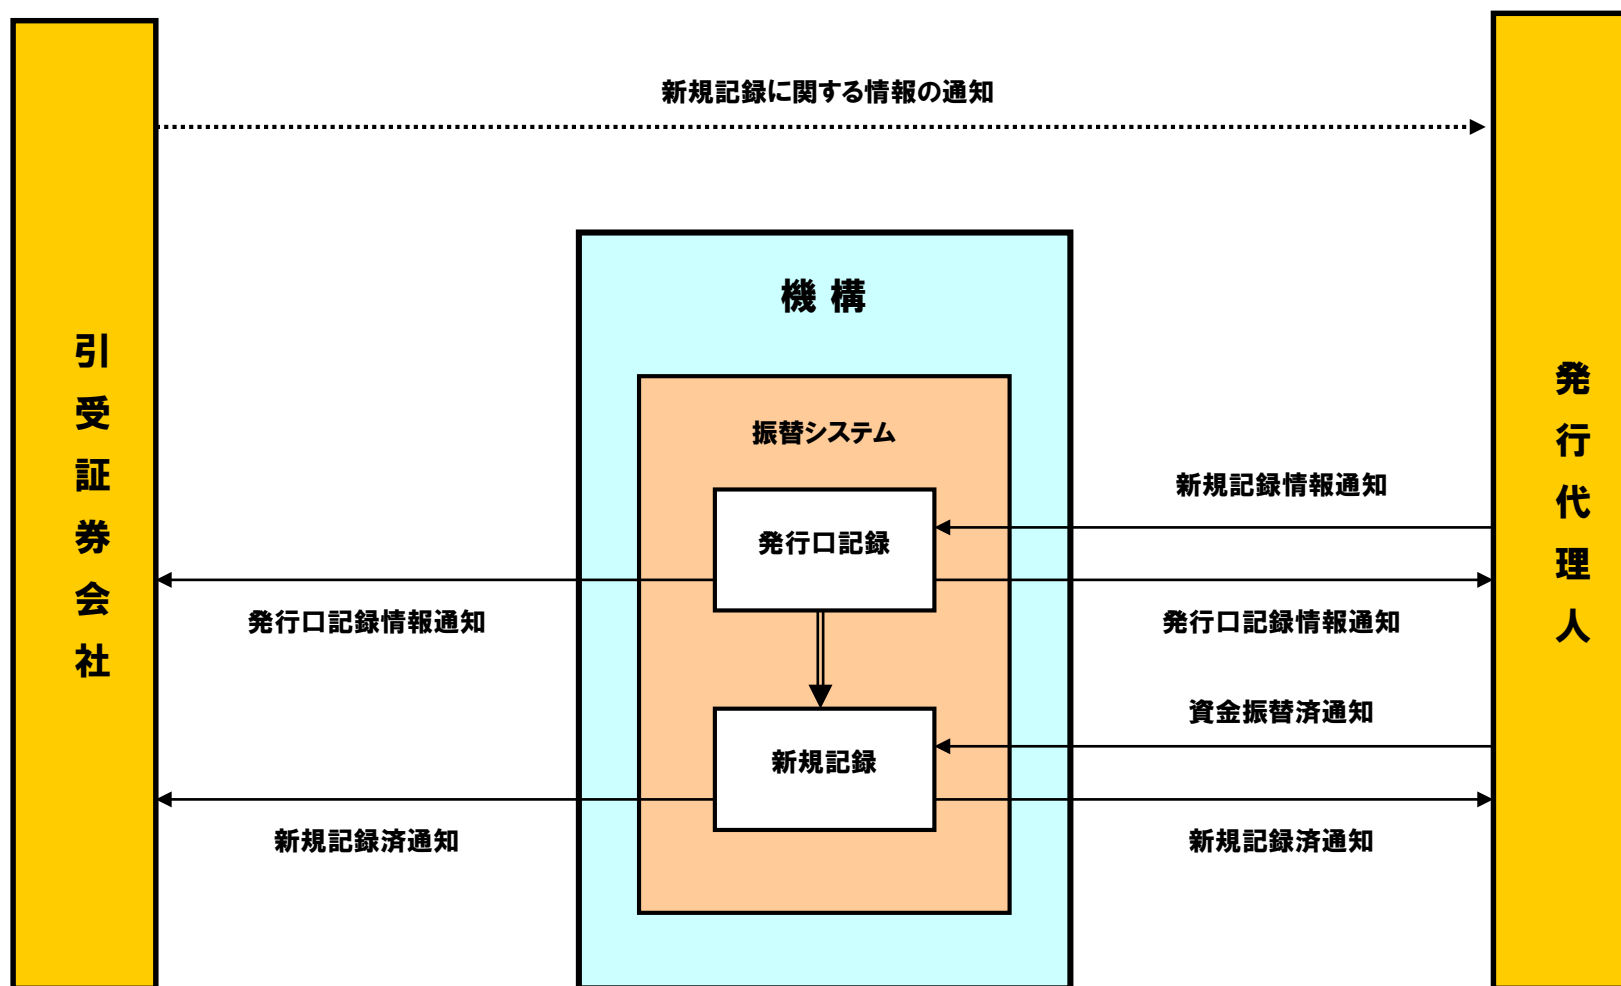 新規記録に関する情報の通知
機構
引受証券会社
発行代理人
振替システム
新規記録情報通知
発行口記録
発行口記録情報通知
発行口記録情報通知
資金振替済通知
新規記録
新規記録済通知
新規記録済通知